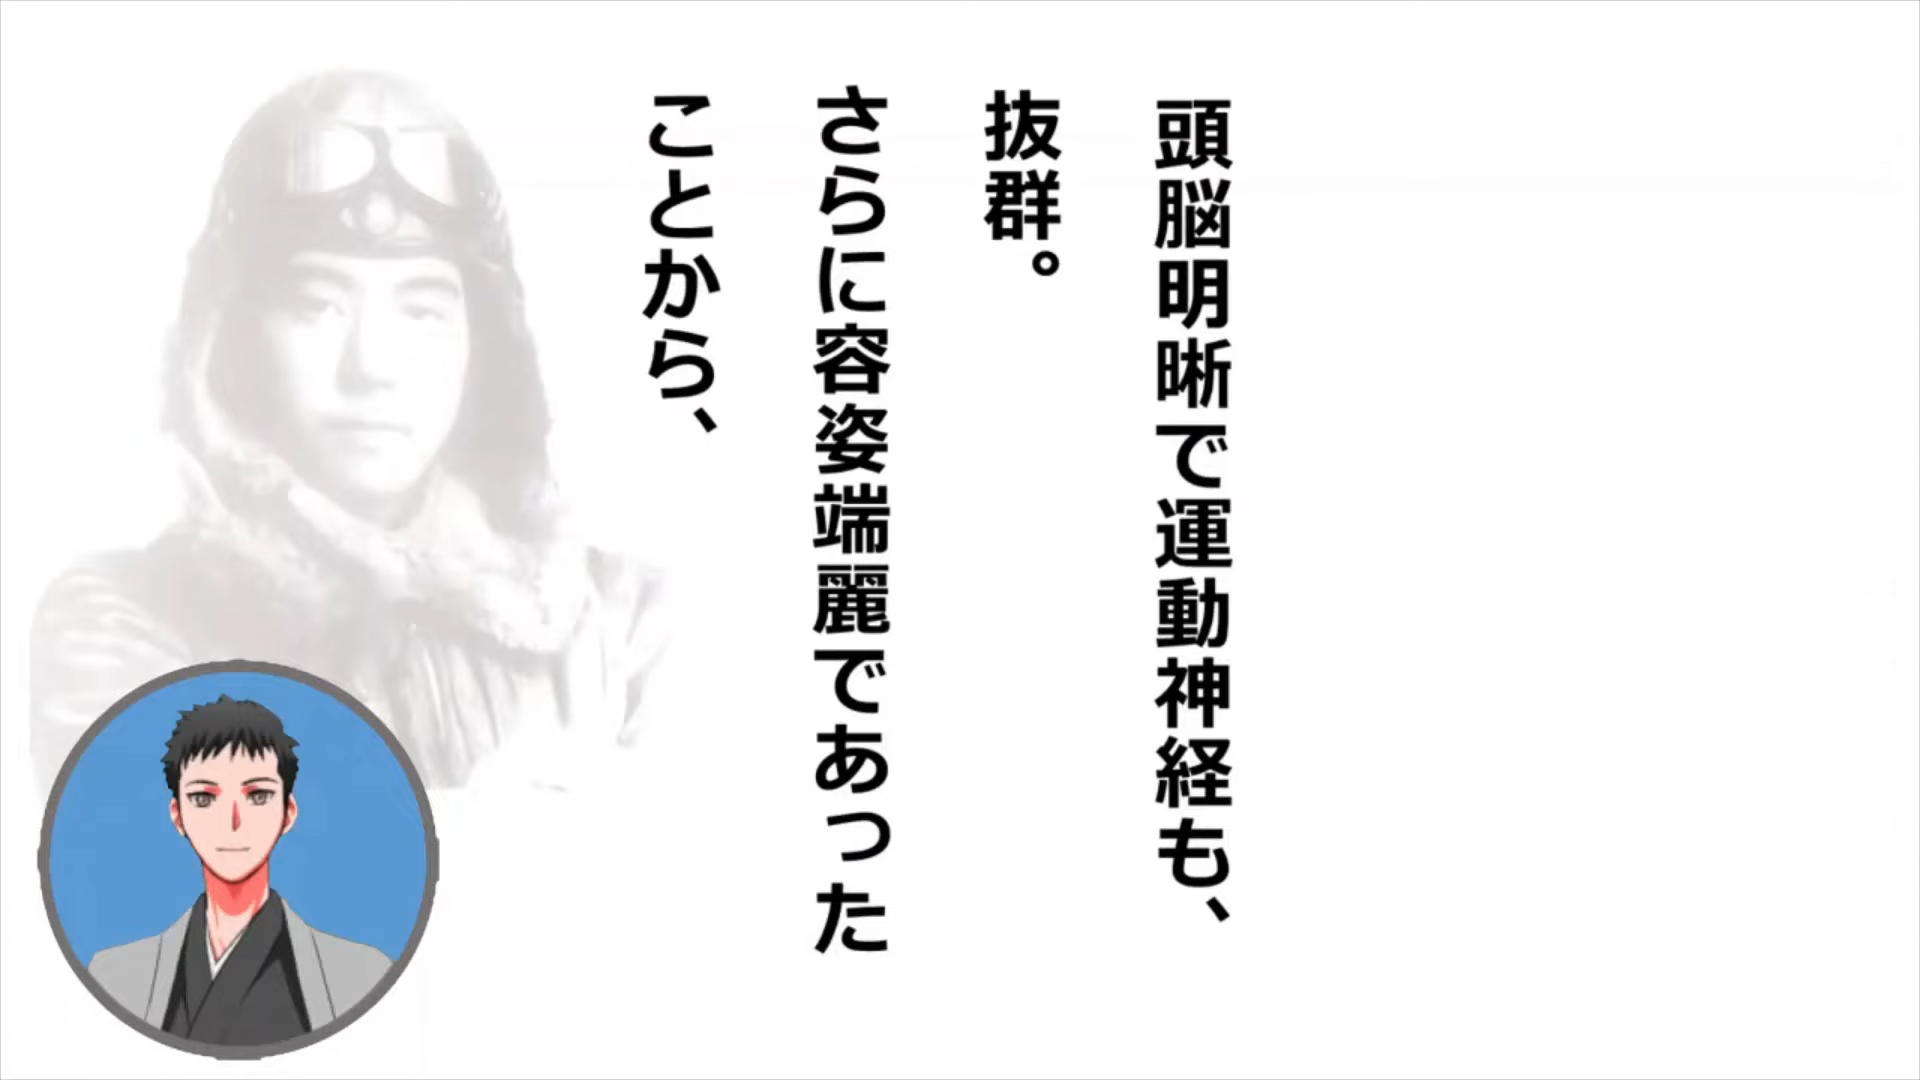 頭脳明晰で運動神経も、
抜群。
さらに容姿端麗であった
ことから、